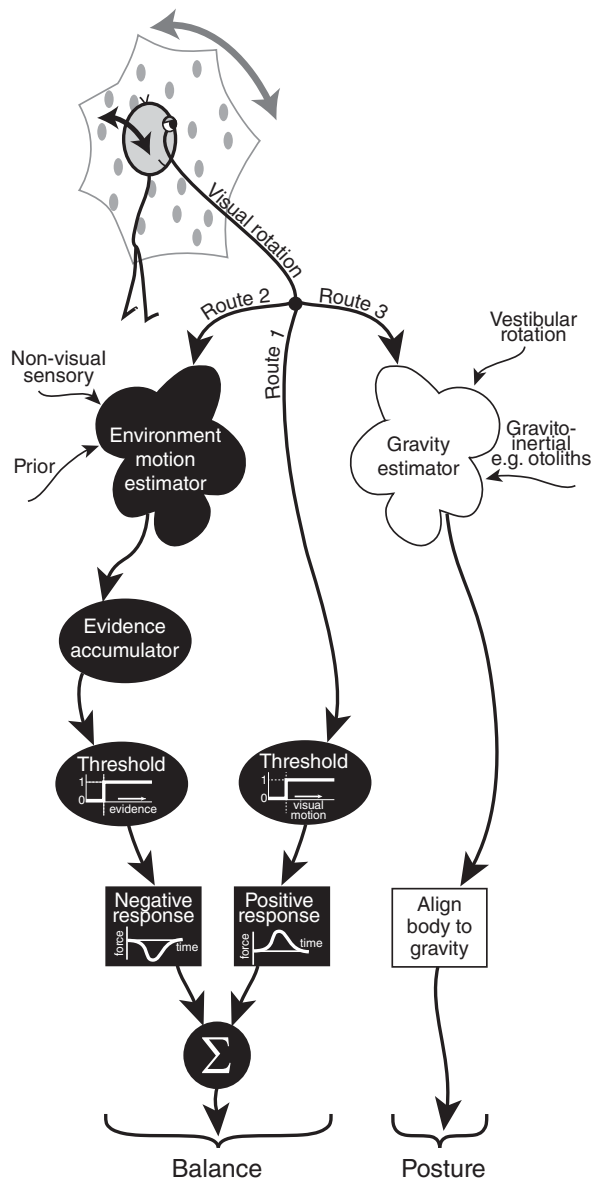 Visual rotation
Route 2
Route 1
Route 3
Non-visual
sensory
Prior
Environment
motion
estimator
Vestibular
rotation
Gravito-
inertial
e.g. otoliths
Gravity
estimator
Evidence
accumulator
Threshold
1
0
evidence
Threshold
1
0
visual
motion
Negative
response
force
time
Positive
response
force
time
Align
body to
gravity
Σ
Balance
Posture